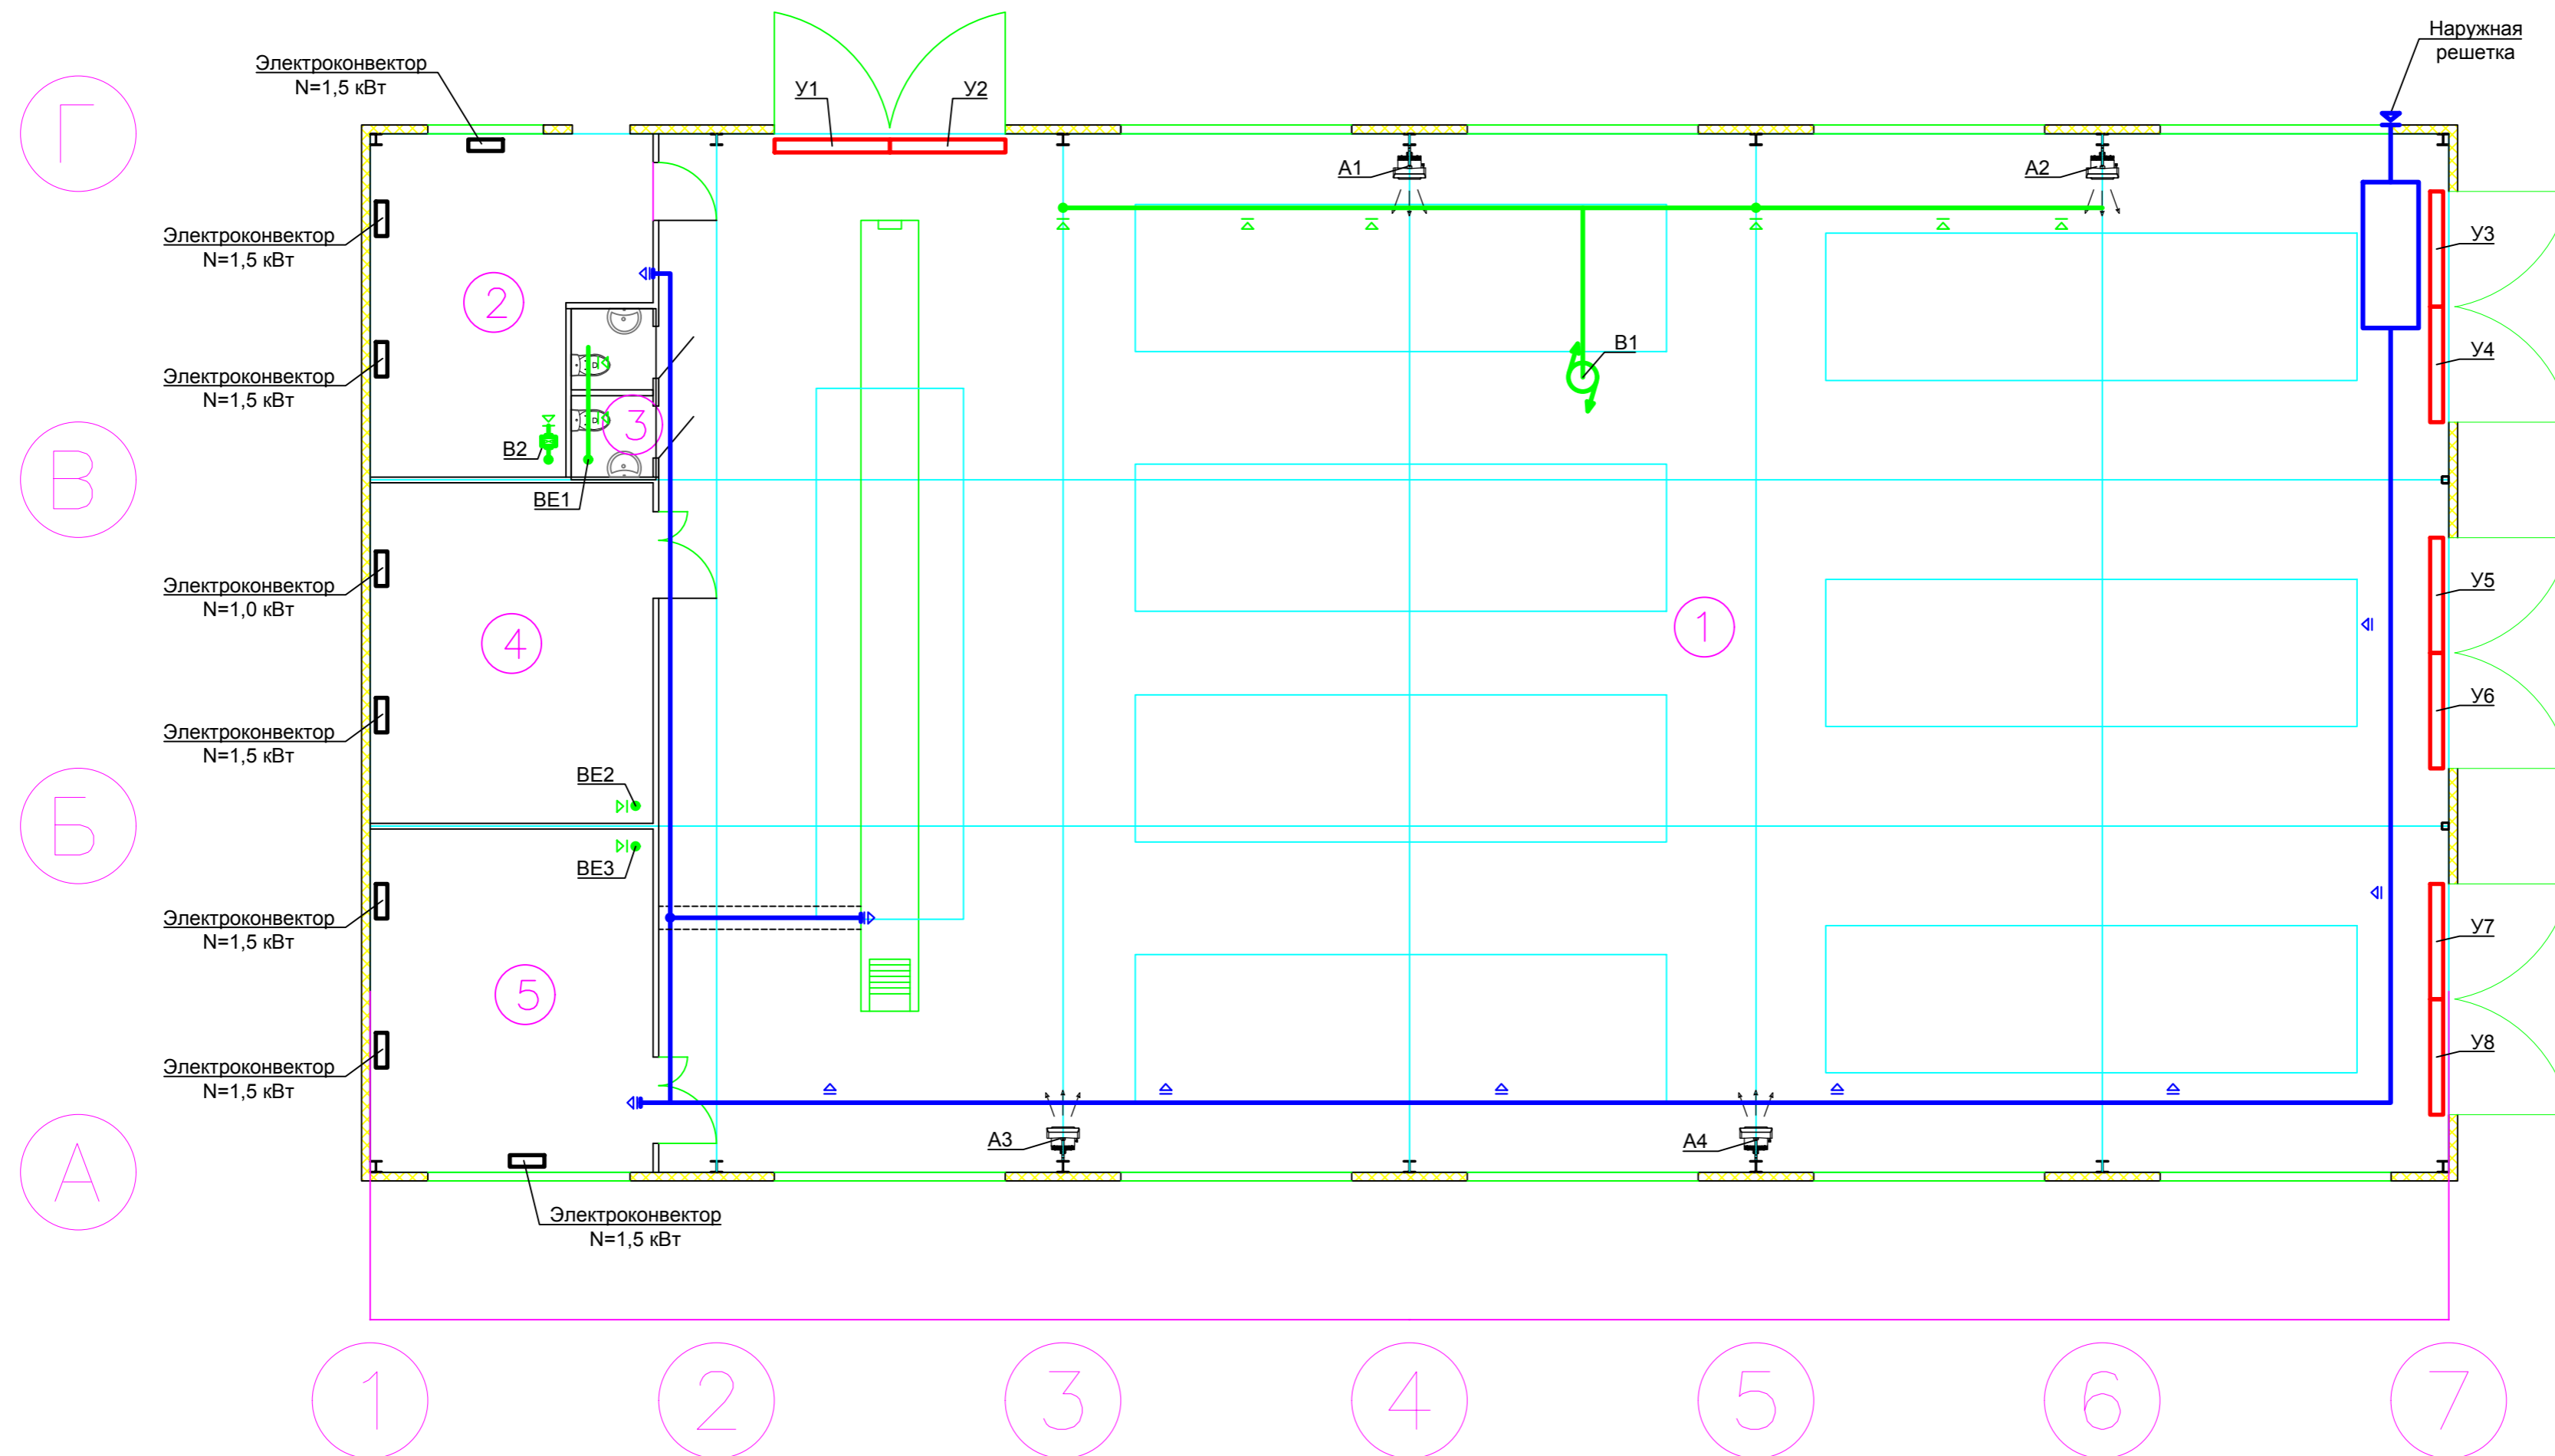 Наружная
решетка
Электроконвектор
N=1,5 кВт
У1
У2
Г
А1
А2
Электроконвектор
N=1,5 кВт
У3
2
В1
У4
Электроконвектор
N=1,5 кВт
3
В2
В
ВЕ1
Электроконвектор
N=1,0 кВт
У5
1
4
У6
Электроконвектор
N=1,5 кВт
ВЕ2
Б
ВЕ3
Электроконвектор
N=1,5 кВт
У7
5
У8
Электроконвектор
N=1,5 кВт
А3
А4
А
Электроконвектор
N=1,5 кВт
1
2
3
4
5
6
7